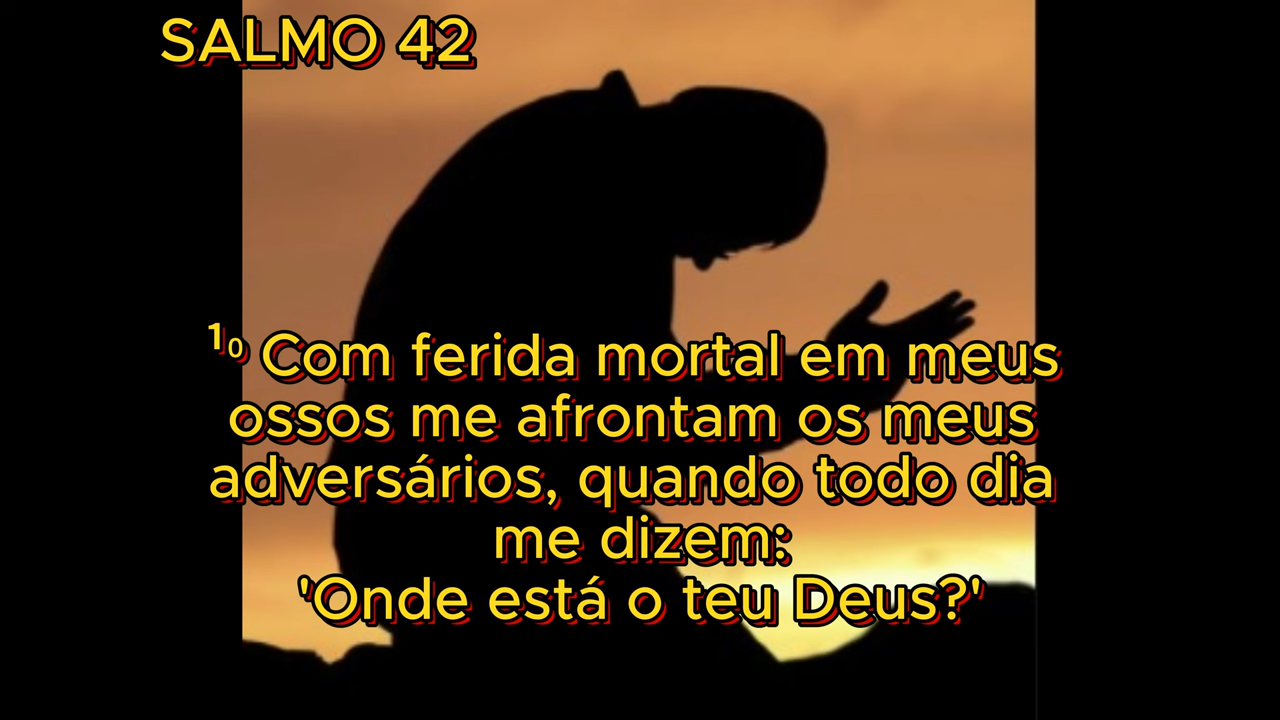 SALMO 42
¹₀ Com ferida mortal em meus
ossos me afrontam os meus
adversários, quando todo dia
me dizem:
'Onde está o teu Deus?'